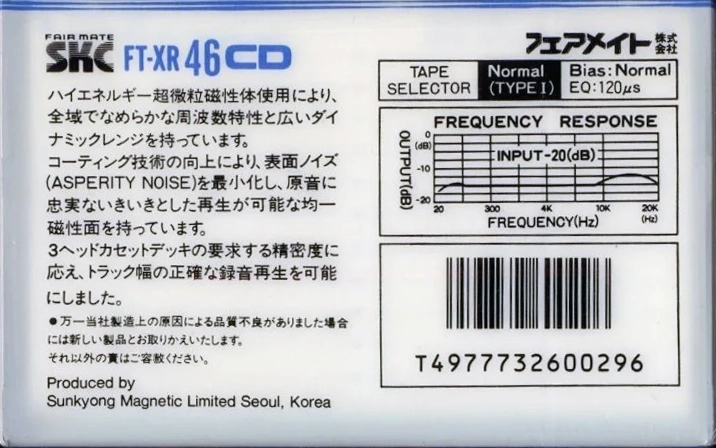 FAIR MATE
SKC FT-XR 46CD
ハイエネルギー超微粒磁性体使用により、
全域でなめらかな周波数特性と広いダイ
ナミックレンジを持っています。
コーティング技術の向上により、表面ノイズ
(ASPERITY NOISE)を最小化し、原音に
忠実ないきいきとした再生が可能な均一
磁性面を持っています。
3ヘッドカセットデッキの要求する精密度に
応え、トラック幅の正確な録音再生を可能
にしました。
●万一当社製造上の原因による品質不良がありました場合
には新しい製品とお取りかえいたします。
それ以外の責はご容赦ください。
Produced by
Sunkyong Magnetic Limited Seoul, Korea
フェアメイト株式会社
TAPE SELECTOR
Normal (TYPE I)
Bias: Normal
EQ: 120μs
FREQUENCY RESPONSE
OUTPUT(dB)
0
(dB)
-10
-20
INPUT-20(dB)
20 300 4K 10K 20K
(Hz)
FREQUENCY(Hz)
T4977732600296